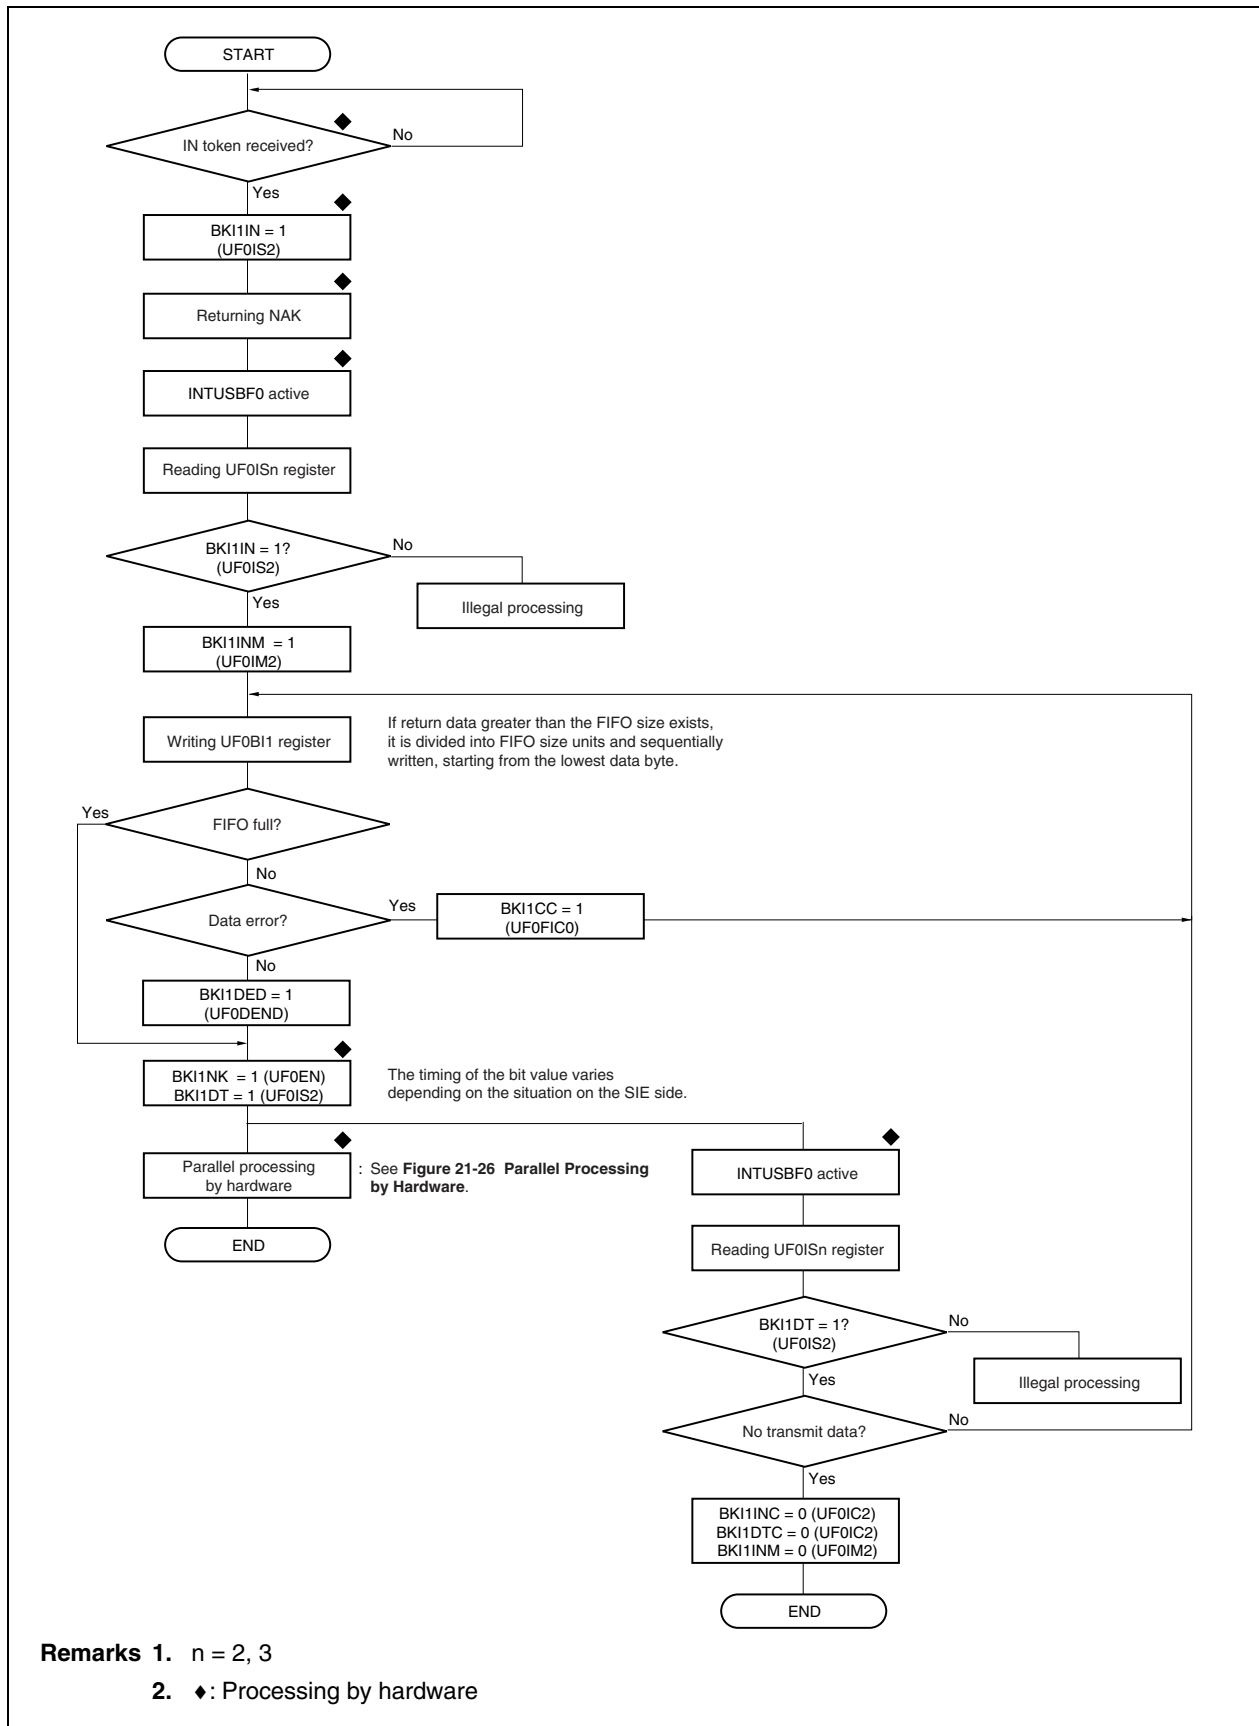 START
IN token received?
No
Yes
BKI1IN = 1
(UF0IS2)
Returning NAK
INTUSBF0 active
Reading UF0ISn register
BKI1IN = 1?
(UF0IS2)
No
Illegal processing
Yes
BKI1INM = 1
(UF0IM2)
Writing UF0BI1 register
If return data greater than the FIFO size exists,
it is divided into FIFO size units and sequentially
written, starting from the lowest data byte.
Yes
FIFO full?
No
Data error?
Yes
BKI1CC = 1
(UF0FIC0)
No
BKI1DED = 1
(UF0DEND)
BKI1NK = 1 (UF0EN)
BKI1DT = 1 (UF0IS2)
The timing of the bit value varies
depending on the situation on the SIE side.
Parallel processing
by hardware
: See Figure 21-26 Parallel Processing
by Hardware.
END
INTUSBF0 active
Reading UF0ISn register
BKI1DT = 1?
(UF0IS2)
No
Illegal processing
Yes
No transmit data?
No
Yes
BKI1INC = 0 (UF0IC2)
BKI1DTC = 0 (UF0IC2)
BKI1INM = 0 (UF0IM2)
END
Remarks 1. n = 2, 3
2. ♦: Processing by hardware